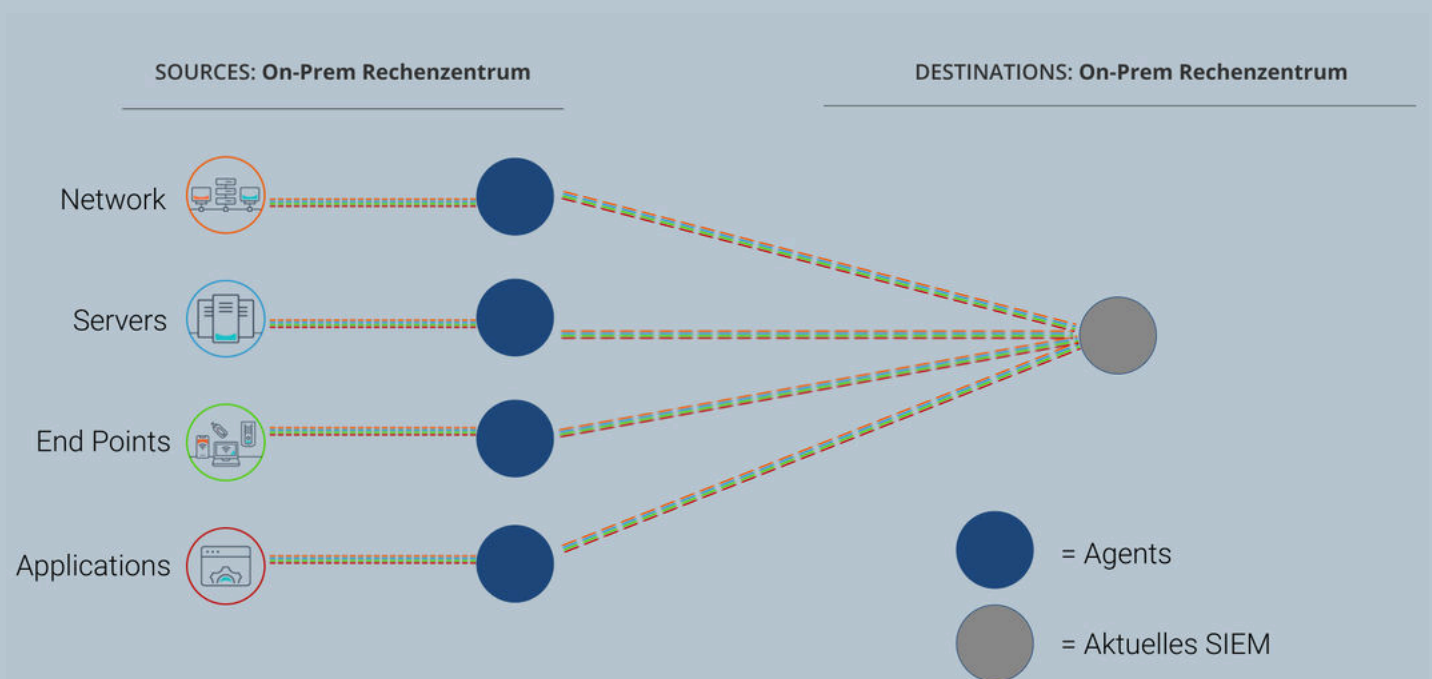 SOURCES: On-Prem Rechenzentrum
DESTINATIONS: On-Prem Rechenzentrum
Network
Servers
End Points
Applications
= Agents
= Aktuelles SIEM